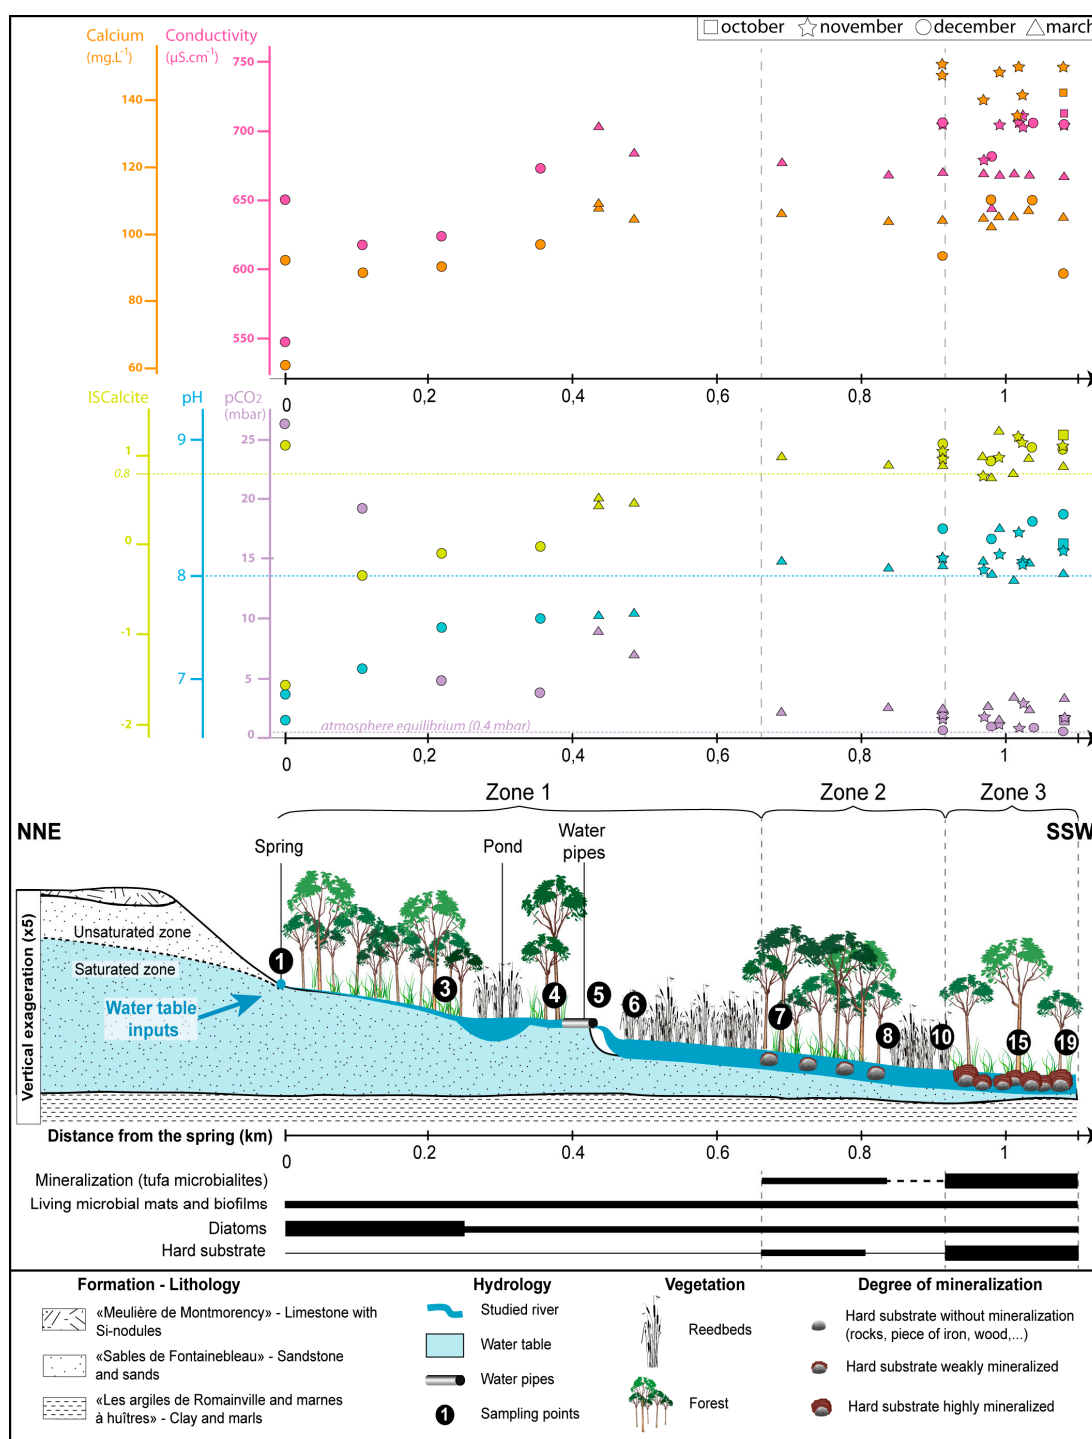 october november december march
Calcium Conductivity
(mg.L⁻¹) (µS.cm⁻¹)
750
140
700
120
650
100
600
80
550
60
0 0,2 0,4 0,6 0,8 1
ISCalcite pH pCO₂
(mbar)
9 25
1
0.8
20
0 15
8
10
-1
7 5
-2
atmosphere equilibrium (0.4 mbar)
0
0 0,2 0,4 0,6 0,8 1
Zone 1 Zone 2 Zone 3
NNE SSW
Spring Pond Water
pipes
Unsaturated zone
Saturated zone
Water table
inputs
1 3 4 5 6 7 8 10 15 19
Vertical exageration (x5)
Distance from the spring (km)
0 0.2 0.4 0.6 0.8 1
Mineralization (tufa microbialites)
Living microbial mats and biofilms
Diatoms
Hard substrate
Formation - Lithology
«Meulière de Montmorency» - Limestone with
Si-nodules
«Sables de Fontainebleau» - Sandstone
and sands
«Les argiles de Romainville and marnes
à huîtres» - Clay and marls
Hydrology
Studied river
Water table
Water pipes
1 Sampling points
Vegetation
Reedbeds
Forest
Degree of mineralization
Hard substrate without mineralization
(rocks, piece of iron, wood,...)
Hard substrate weakly mineralized
Hard substrate highly mineralized